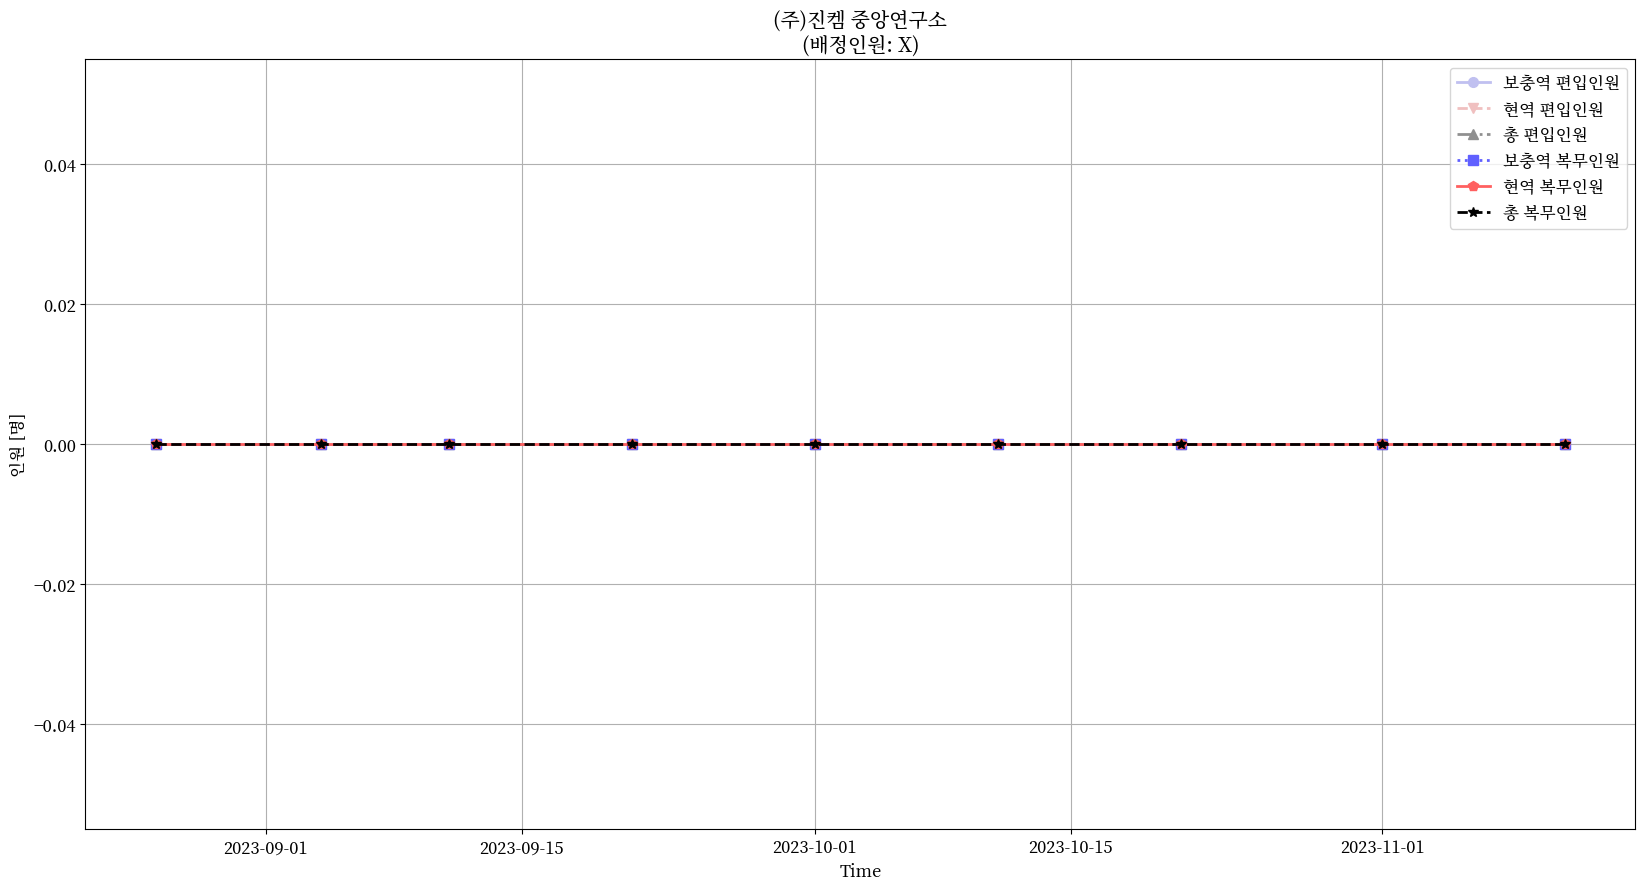 (주)진켐 중앙연구소
(배정인원: X)
보충역 편입인원
현역 편입인원
총 편입인원
보충역 복무인원
현역 복무인원
총 복무인원
인원 [명]
0.04
0.02
0.00
−0.02
−0.04
2023-09-01
2023-09-15
2023-10-01
2023-10-15
2023-11-01
Time